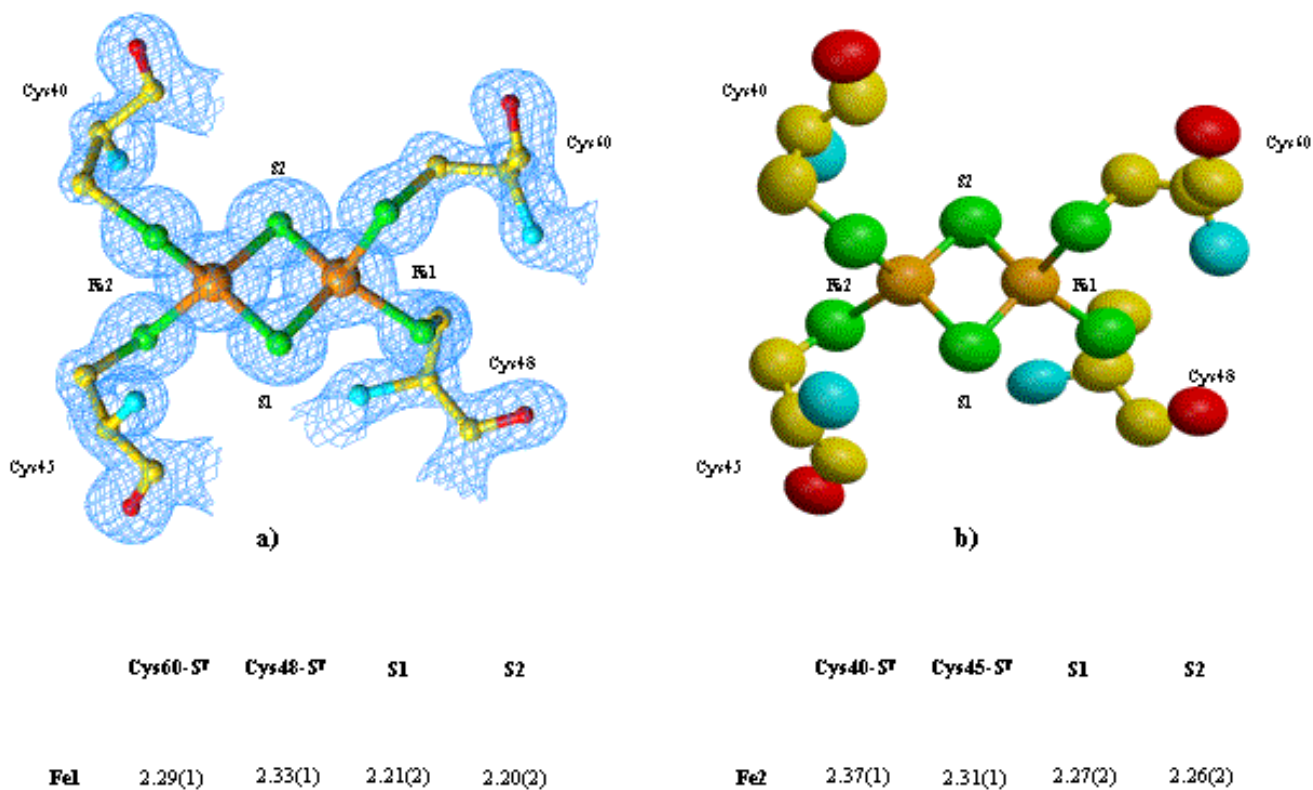 Cys40
Cys60
S2
Fe2
Fe1
Cys48
S1
Cys45
a)
Cys40
Cys60
S2
Fe2
Fe1
Cys48
S1
Cys45
b)
Cys60-Sγ Cys48-Sγ S1 S2
Fe1 2.29(1) 2.33(1) 2.21(2) 2.20(2)
Cys40-Sγ Cys45-Sγ S1 S2
Fe2 2.37(1) 2.31(1) 2.27(2) 2.26(2)